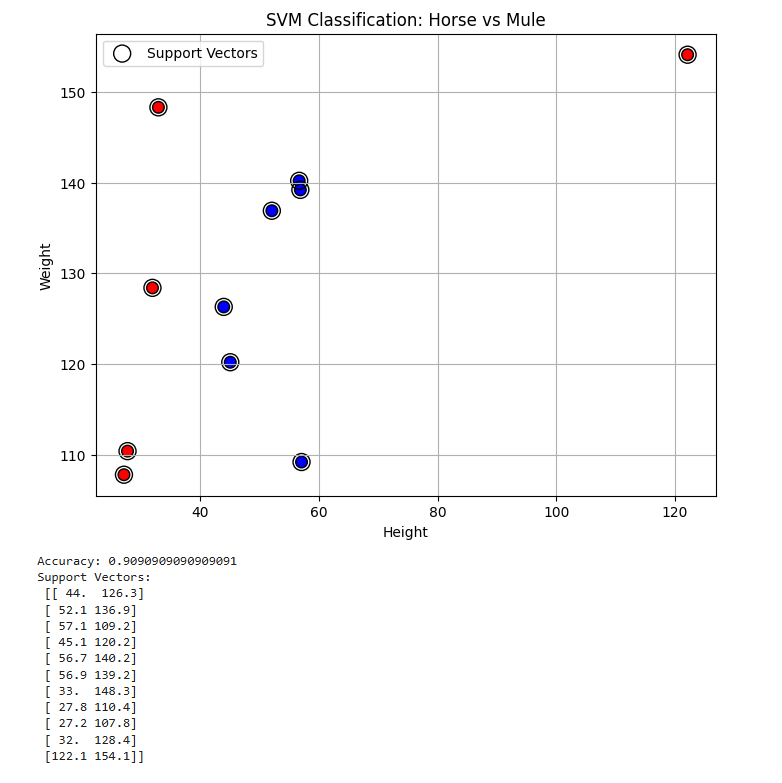 SVM Classification: Horse vs Mule
Support Vectors
150
140
130
120
110
Weight
40 60 80 100 120
Height
Accuracy: 0.9090909090909091
Support Vectors:
[[ 44.  126.3]
[ 52.1 136.9]
[ 57.1 109.2]
[ 45.1 120.2]
[ 56.7 140.2]
[ 56.9 139.2]
[ 33.  148.3]
[ 27.8 110.4]
[ 27.2 107.8]
[ 32.  128.4]
[122.1 154.1]]